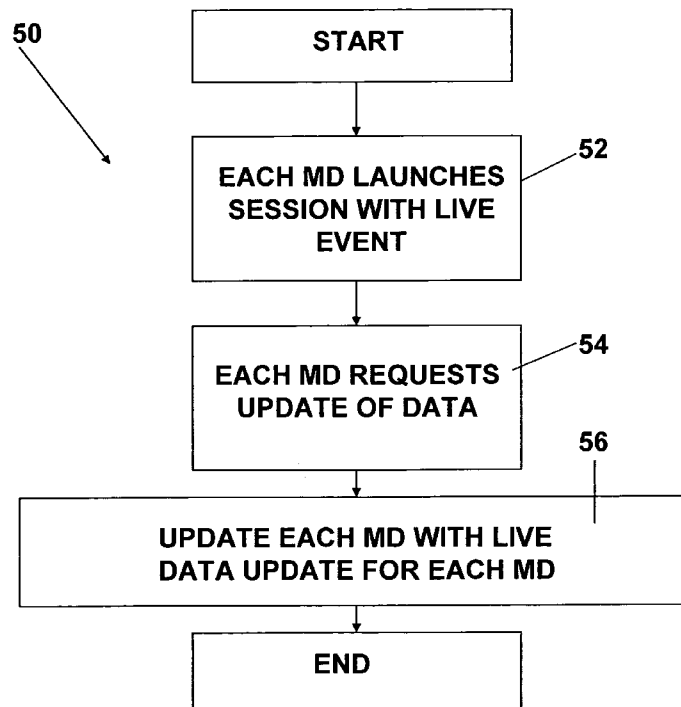 50
START
52
EACH MD LAUNCHES
SESSION WITH LIVE
EVENT
54
EACH MD REQUESTS
UPDATE OF DATA
56
UPDATE EACH MD WITH LIVE
DATA UPDATE FOR EACH MD
END